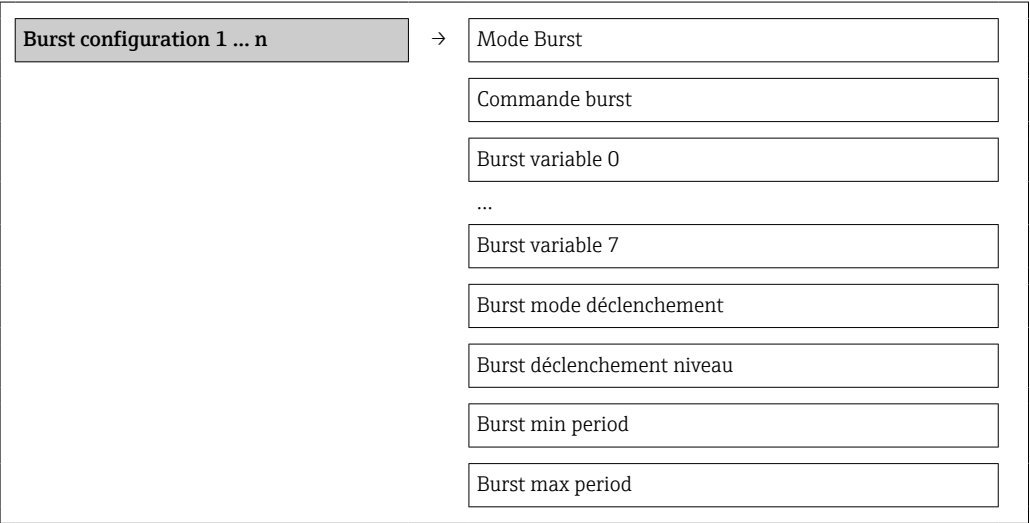 Burst configuration 1 … n → Mode Burst
Commande burst
Burst variable 0
…
Burst variable 7
Burst mode déclenchement
Burst déclenchement niveau
Burst min period
Burst max period